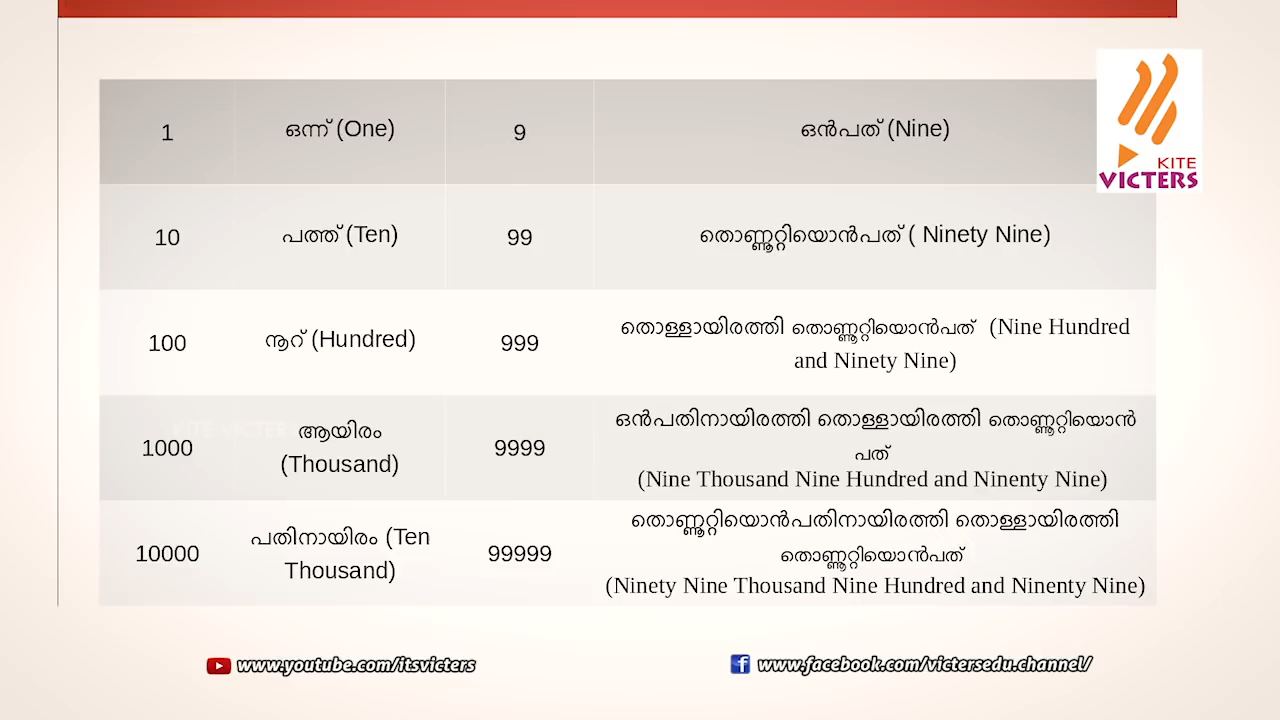 1 ഒന്ന് (One) 9 ഒൻപത് (Nine)
KITE
VICTERS
10 പത്ത് (Ten) 99 തൊണ്ണൂറ്റിയൊൻപത് ( Ninety Nine)
100 നൂറ് (Hundred) 999 തൊള്ളായിരത്തി തൊണ്ണൂറ്റിയൊൻപത് (Nine Hundred
and Ninety Nine)
1000 ആയിരം
(Thousand) 9999 ഒൻപതിനായിരത്തി തൊള്ളായിരത്തി തൊണ്ണൂറ്റിയൊൻ
പത്
(Nine Thousand Nine Hundred and Ninenty Nine)
10000 പതിനായിരം (Ten
Thousand) 99999 തൊണ്ണൂറ്റിയൊൻപതിനായിരത്തി തൊള്ളായിരത്തി
തൊണ്ണൂറ്റിയൊൻപത്
(Ninety Nine Thousand Nine Hundred and Ninenty Nine)
www.youtube.com/itsvicters
www.facebook.com/victersedu.channel/